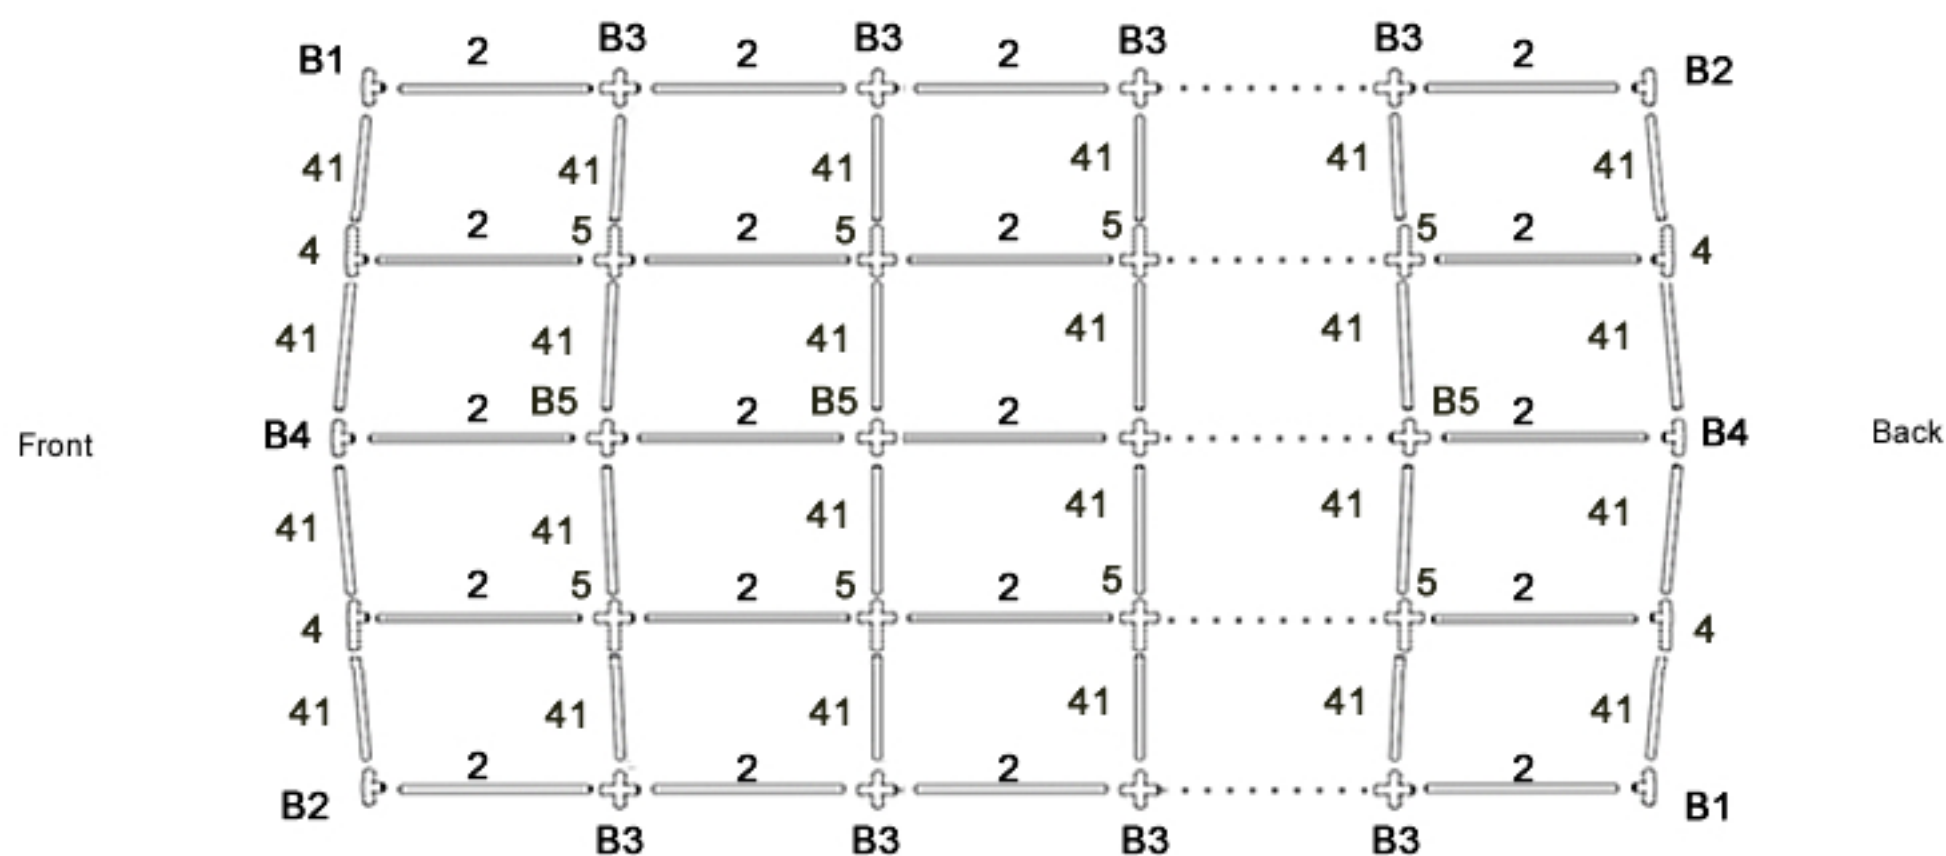 B1 2 B3 2 B3 2 B3 B3 2 B2
41 41 41 41 41 41
4 2 5 2 5 2 5 5 2 4
41 41 41 41 41 41
Front B4 2 B5 2 B5 2 B5 2 B4 Back
41 41 41 41 41 41
4 2 5 2 5 2 5 5 2 4
41 41 41 41 41 41
B2 2 B3 2 B3 2 B3 B3 2 B1